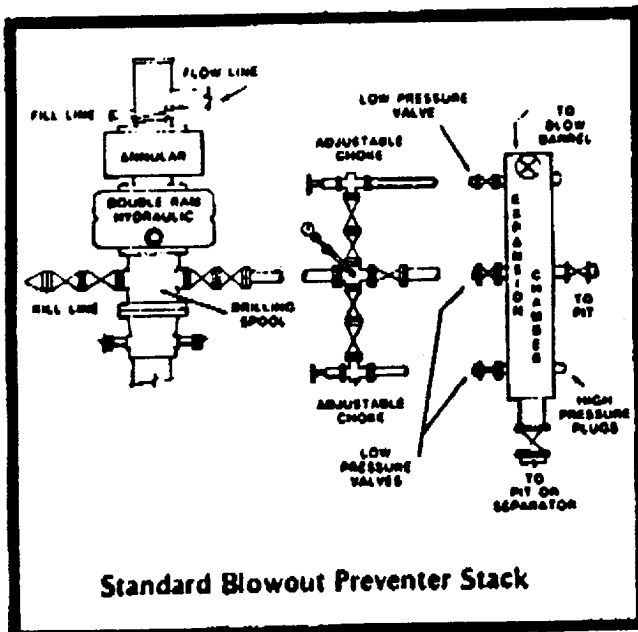 FLOW LINE
FILL LINE
ANNULAR
DOUBLE RAM
HYDRAULIC
KILL LINE
DRILLING
SPOOL
ADJUSTABLE
CHOKE
ADJUSTABLE
CHOKE
LOW PRESSURE
VALVE
TO
BLOW
BARREL
EXPANSION
CHAMBER
TO
PIT
HIGH
PRESSURE
PLUGS
LOW
PRESSURE
VALVES
TO
PIT OR
SEPARATOR
Standard Blowout Preventer Stack